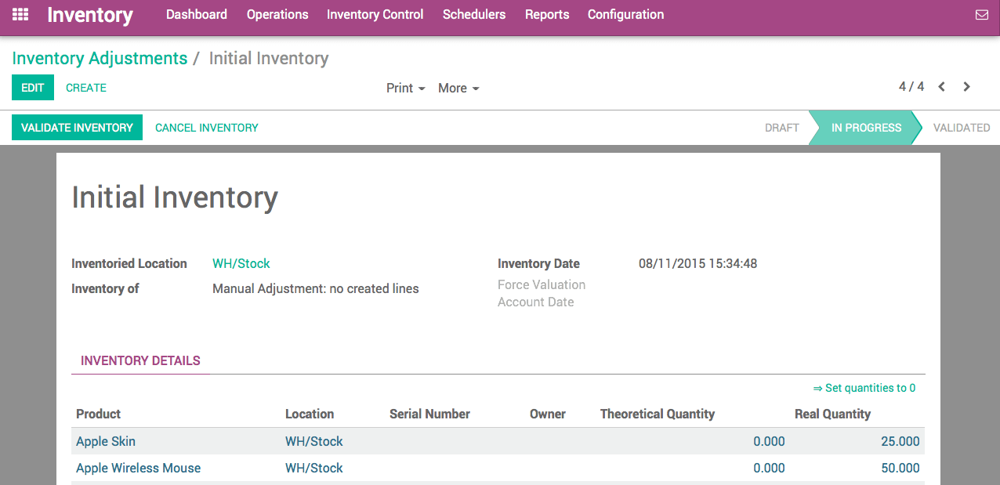 Inventory Dashboard Operations Inventory Control Schedulers Reports Configuration
Inventory Adjustments / Initial Inventory
EDIT CREATE Print More 4 / 4
VALIDATE INVENTORY CANCEL INVENTORY DRAFT IN PROGRESS VALIDATED
Initial Inventory
Inventoried Location WH/Stock Inventory Date 08/11/2015 15:34:48
Inventory of Manual Adjustment: no created lines Force Valuation
Account Date
INVENTORY DETAILS
⇒ Set quantities to 0
Product Location Serial Number Owner Theoretical Quantity Real Quantity
Apple Skin WH/Stock 0.000 25.000
Apple Wireless Mouse WH/Stock 0.000 50.000